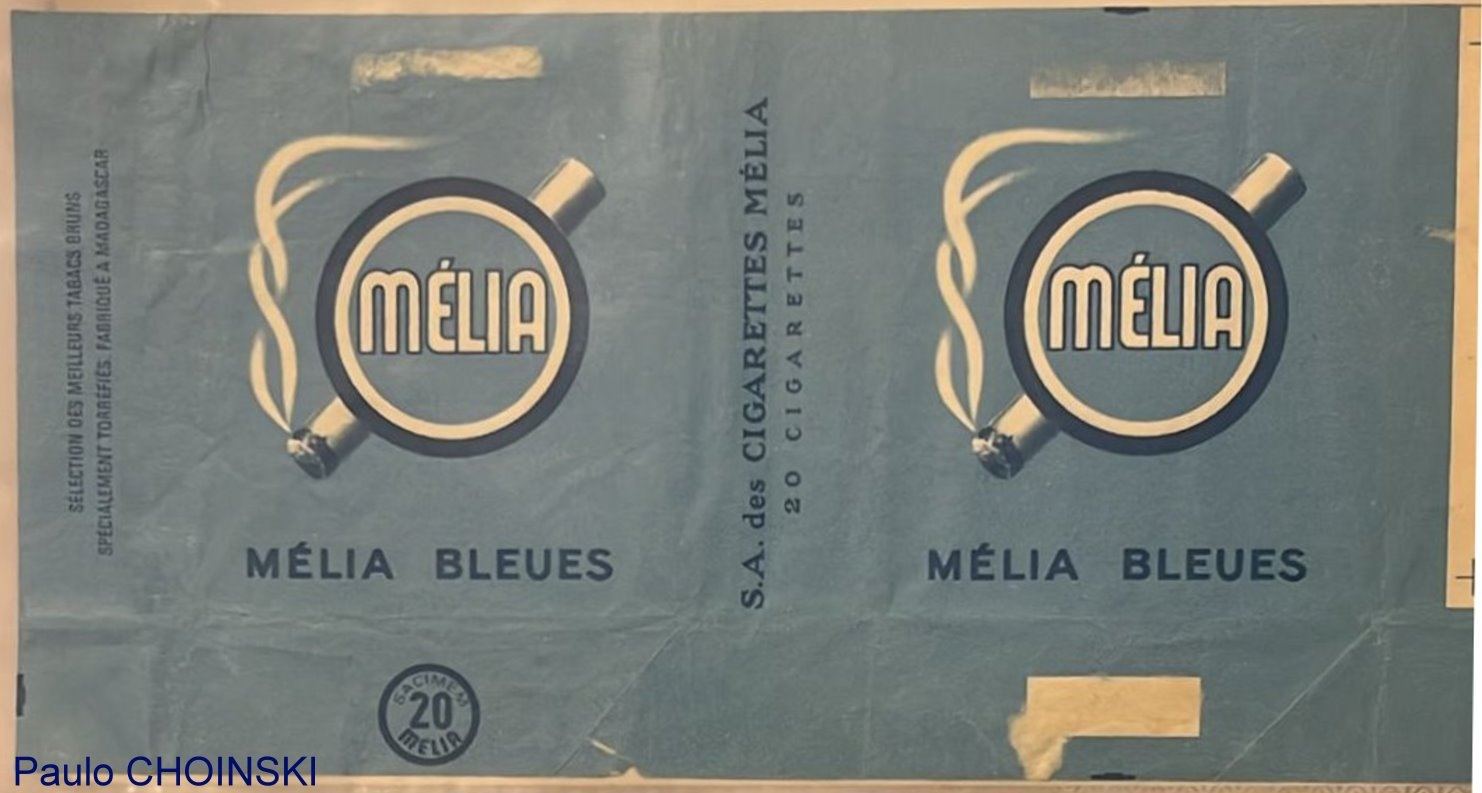 SÉLECTION DES MEILLEURS TABACS BRUNS
SPÉCIALEMENT TORRÉFIÉS. FABRIQUÉ A MADAGASCAR
MÉLIA
MÉLIA BLEUES
SACIMEM
20
MÉLIA
S.A. des CIGARETTES MÉLIA
20 CIGARETTES
MÉLIA
MÉLIA BLEUES
Paulo CHOINSKI